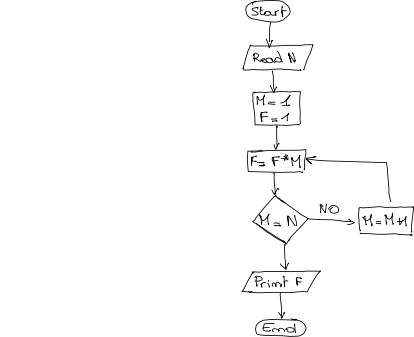 Start
Read N
M = 1
F = 1
F = F * M
M = N
NO
M = M + 1
Print F
End